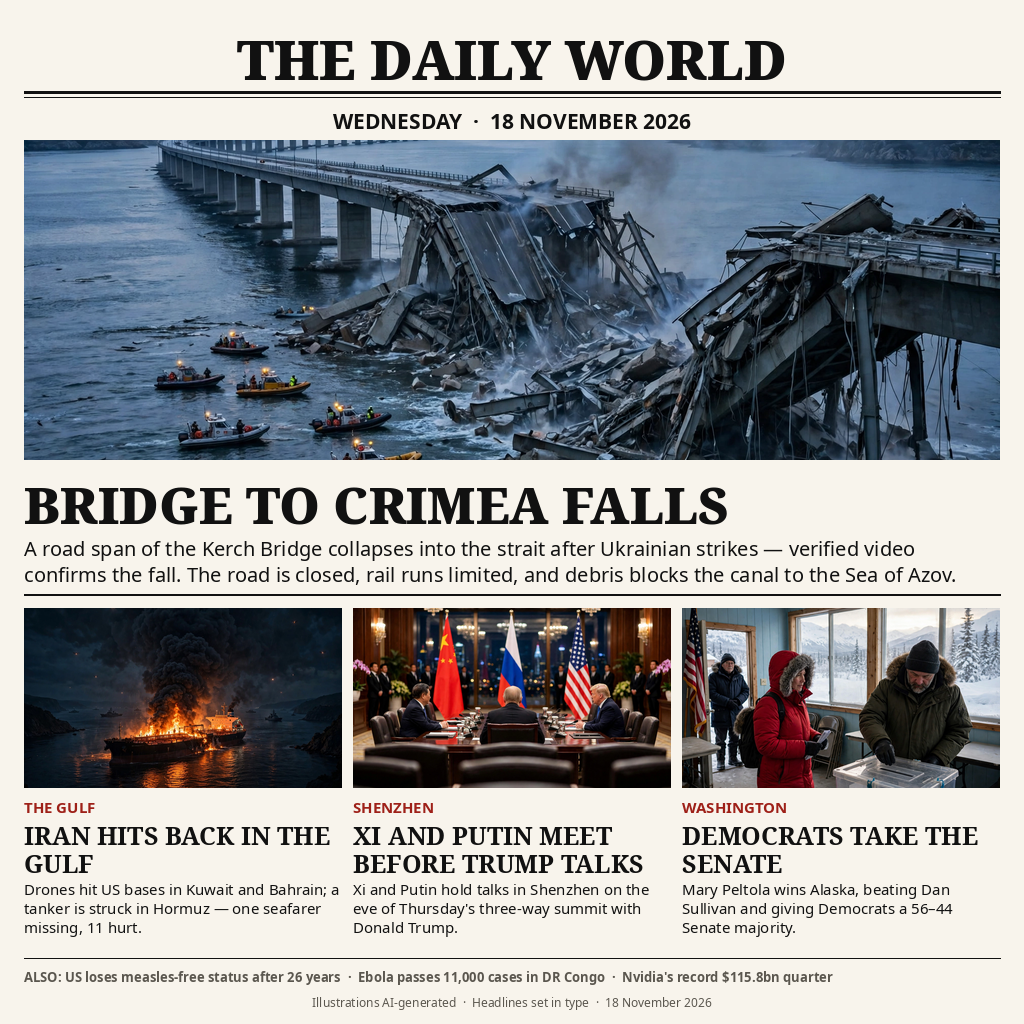 THE DAILY WORLD
WEDNESDAY · 18 NOVEMBER 2026
BRIDGE TO CRIMEA FALLS
A road span of the Kerch Bridge collapses into the strait after Ukrainian strikes — verified video
confirms the fall. The road is closed, rail runs limited, and debris blocks the canal to the Sea of Azov.
THE GULF
IRAN HITS BACK IN THE
GULF
Drones hit US bases in Kuwait and Bahrain; a
tanker is struck in Hormuz — one seafarer
missing, 11 hurt.
SHENZHEN
XI AND PUTIN MEET
BEFORE TRUMP TALKS
Xi and Putin hold talks in Shenzhen on the
eve of Thursday's three-way summit with
Donald Trump.
WASHINGTON
DEMOCRATS TAKE THE
SENATE
Mary Peltola wins Alaska, beating Dan
Sullivan and giving Democrats a 56–44
Senate majority.
ALSO: US loses measles-free status after 26 years · Ebola passes 11,000 cases in DR Congo · Nvidia's record $115.8bn quarter
Illustrations AI-generated · Headlines set in type · 18 November 2026